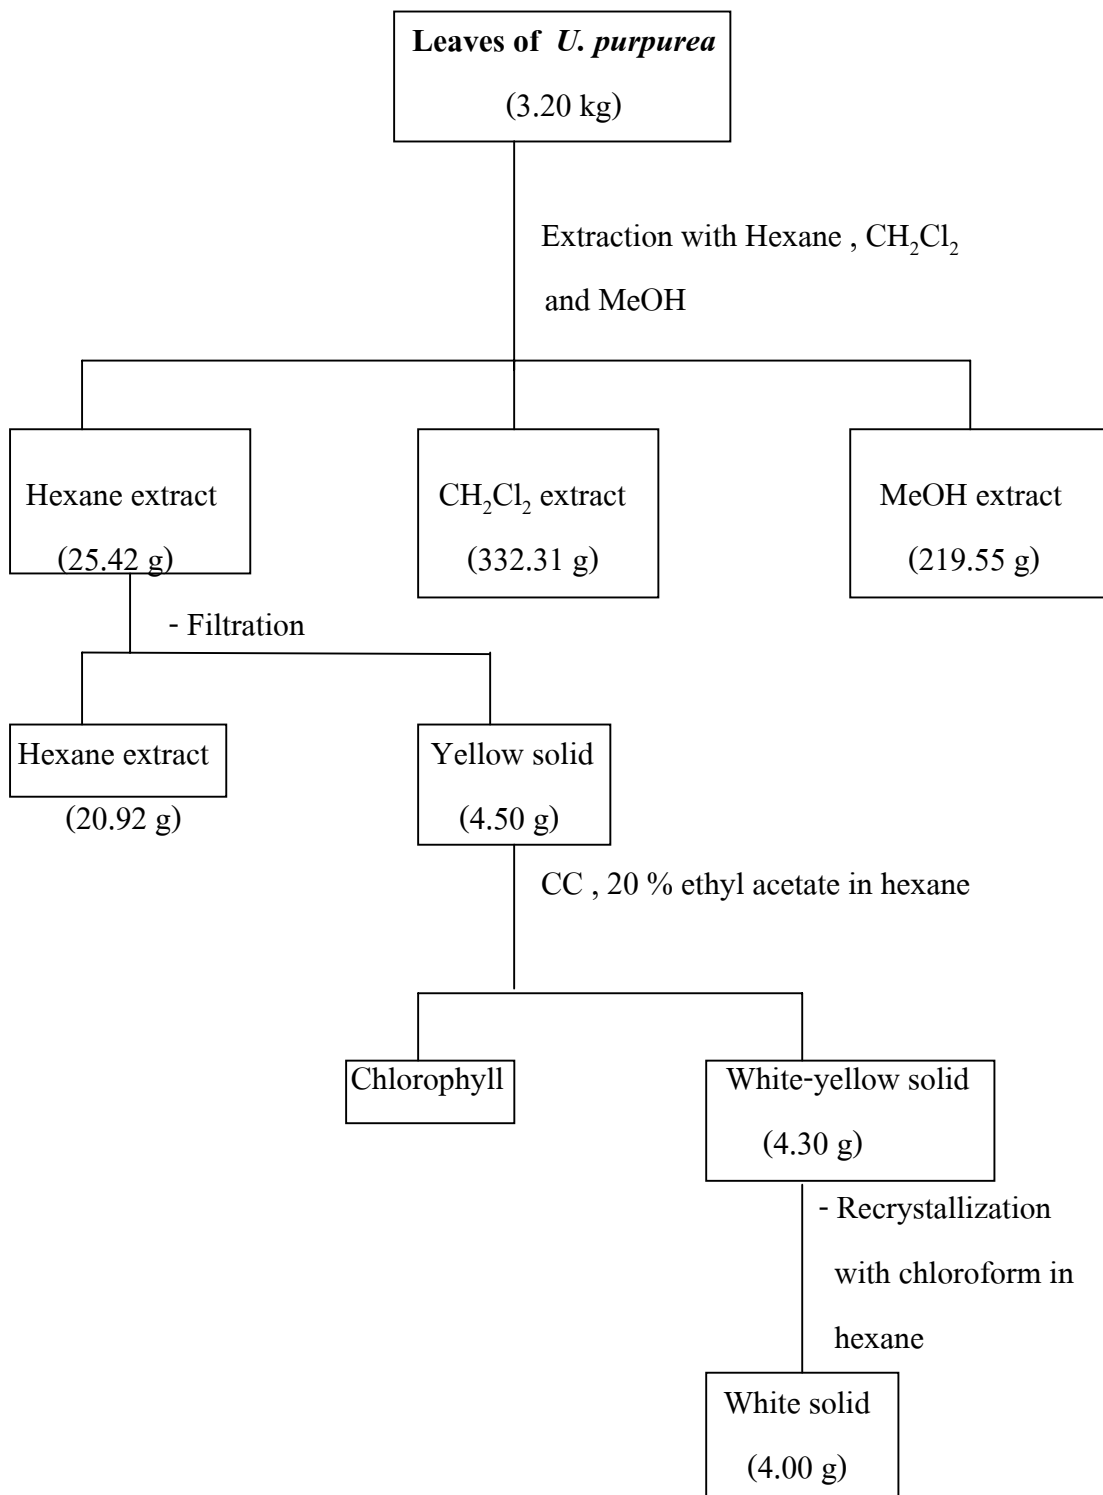 Leaves of U. purpurea
(3.20 kg)
Extraction with Hexane , CH₂Cl₂
and MeOH
Hexane extract
(25.42 g)
CH₂Cl₂ extract
(332.31 g)
MeOH extract
(219.55 g)
- Filtration
Hexane extract
(20.92 g)
Yellow solid
(4.50 g)
CC , 20 % ethyl acetate in hexane
Chlorophyll
White-yellow solid
(4.30 g)
- Recrystallization
with chloroform in
hexane
White solid
(4.00 g)